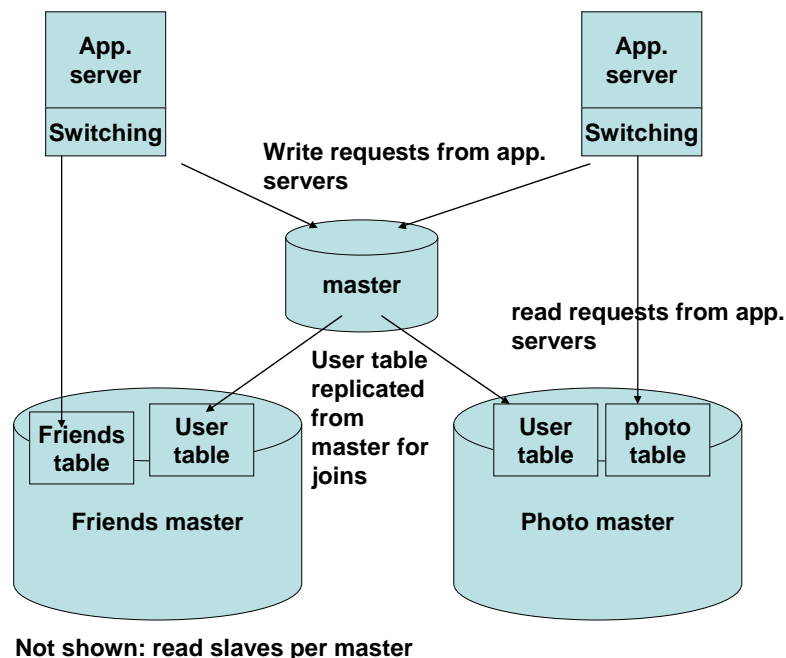 App.
server
Switching
App.
server
Switching
Write requests from app.
servers
master
read requests from app.
servers
User table
replicated
from
master for
joins
Friends
table
User
table
Friends master
User
table
photo
table
Photo master
Not shown: read slaves per master